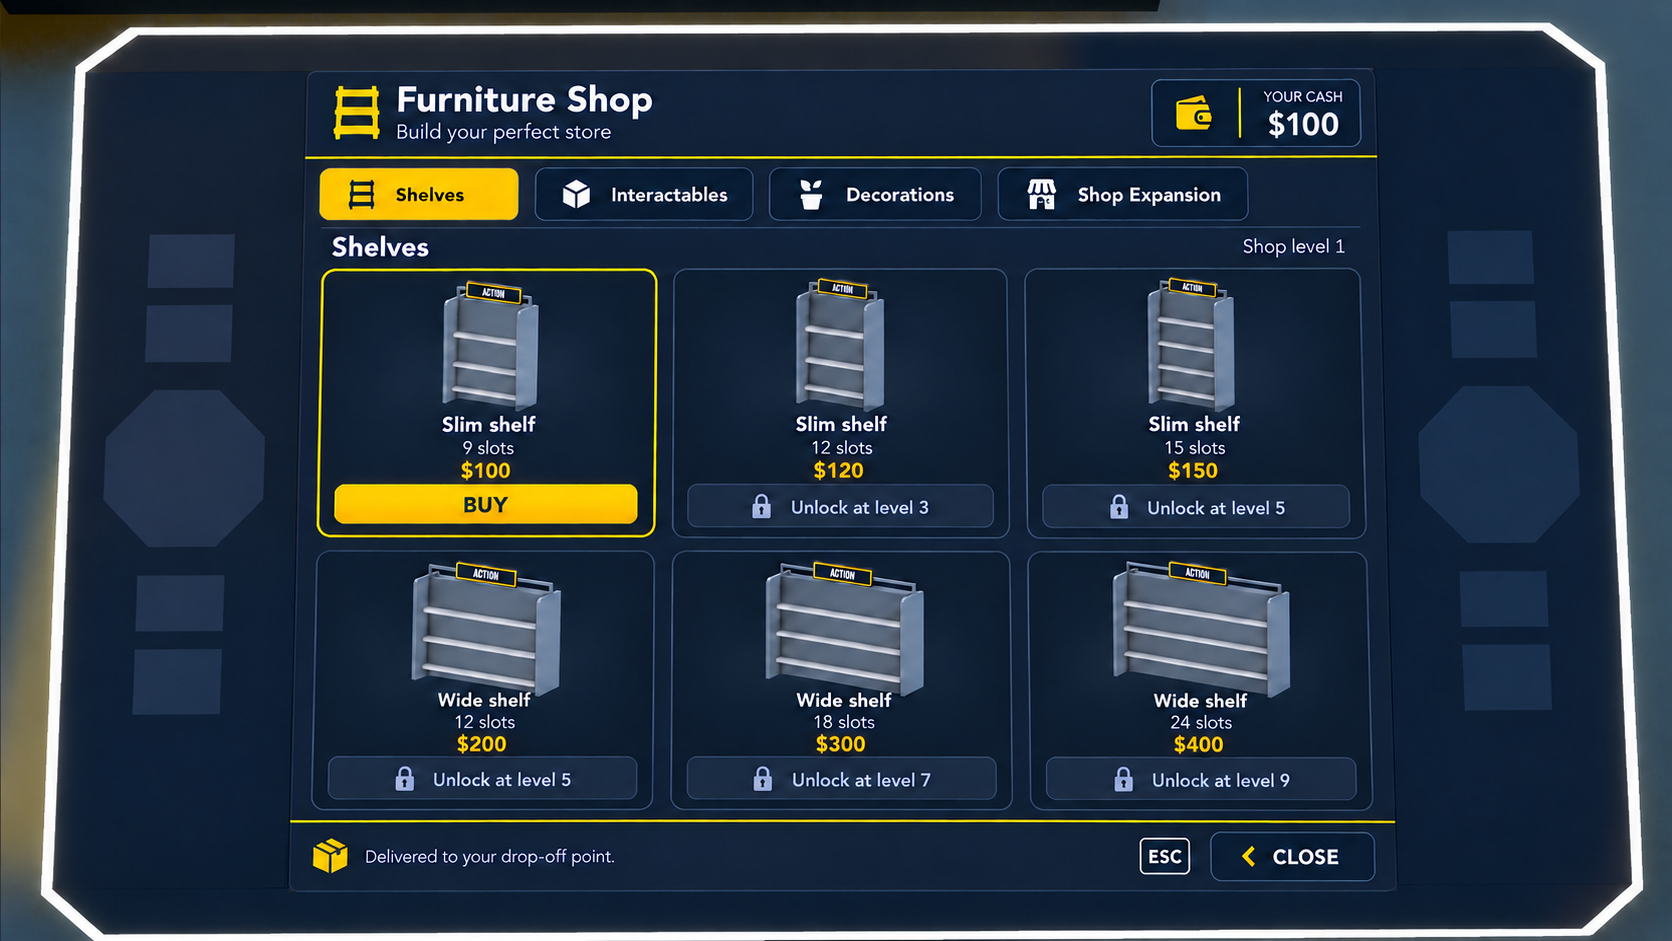 Furniture Shop
Build your perfect store
YOUR CASH
$100
Shelves
Interactables
Decorations
Shop Expansion
Shelves
Shop level 1
ACTION
Slim shelf
9 slots
$100
BUY
ACTION
Slim shelf
12 slots
$120
Unlock at level 3
ACTION
Slim shelf
15 slots
$150
Unlock at level 5
ACTION
Wide shelf
12 slots
$200
Unlock at level 5
ACTION
Wide shelf
18 slots
$300
Unlock at level 7
ACTION
Wide shelf
24 slots
$400
Unlock at level 9
Delivered to your drop-off point.
ESC
CLOSE